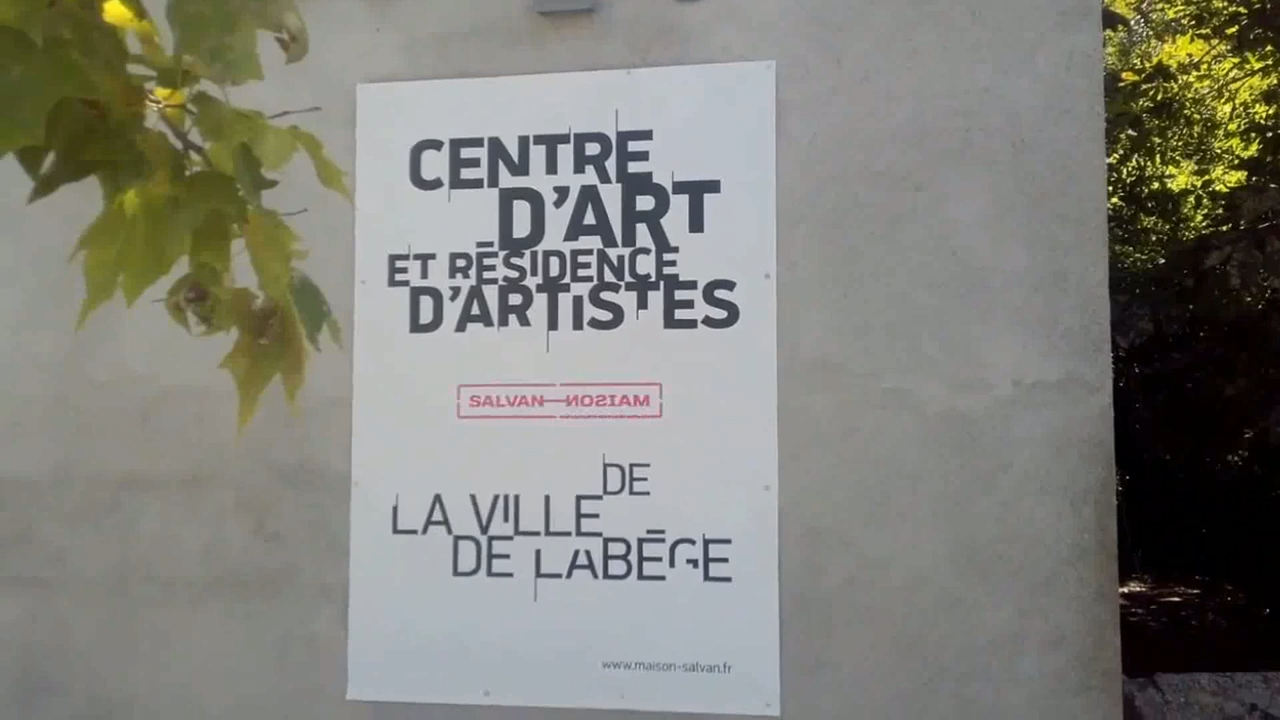 CENTRE
D'ART
ET RÉSIDENCE
D'ARTISTES
SALVAN—MAISON
DE
LA VILLE
DE LABÈGE
www.maison-salvan.fr